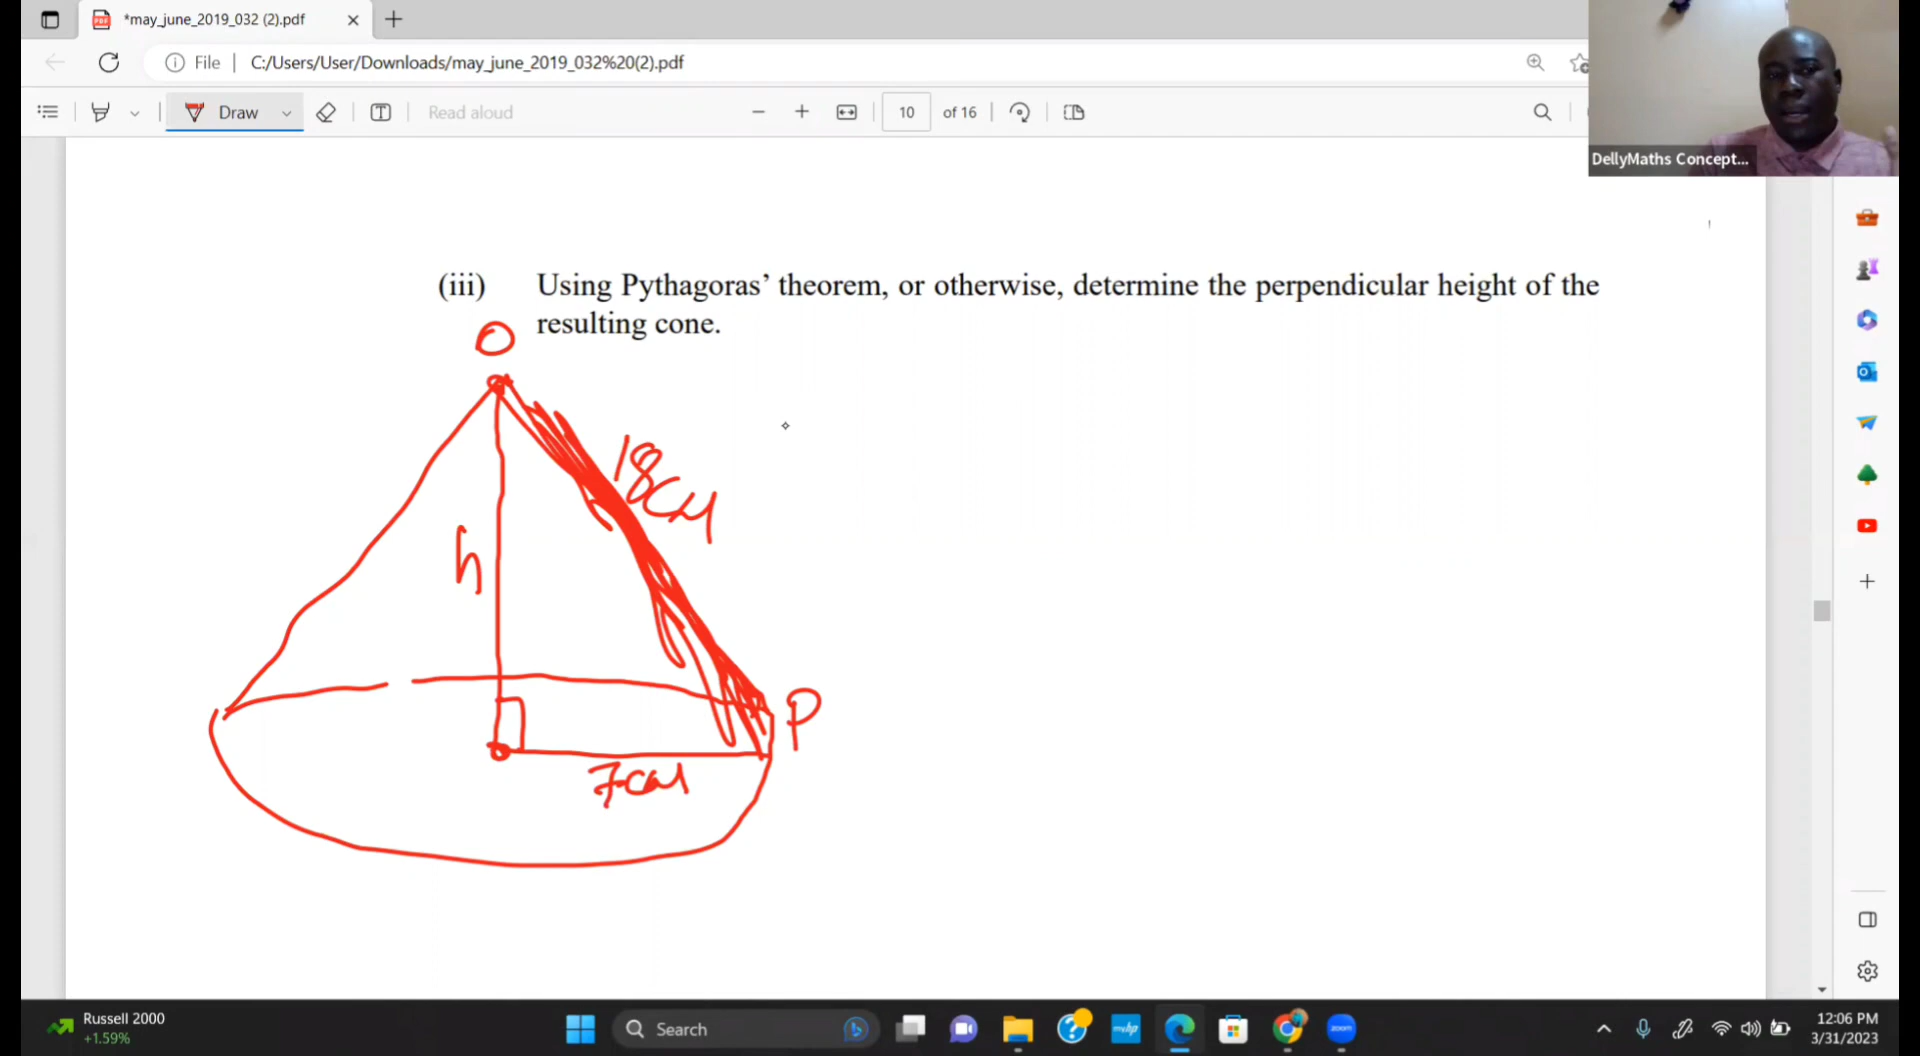 *may_june_2019_032 (2).pdf
File
C:/Users/User/Downloads/may_june_2019_032%20(2).pdf
Draw
Read aloud
10
of 16
DellyMaths Concept...
(iii) Using Pythagoras’ theorem, or otherwise, determine the perpendicular height of the
resulting cone.
O
18cm
h
P
7cm
Russell 2000
+1.59%
Search
myhp
zoom
12:06 PM
3/31/2023